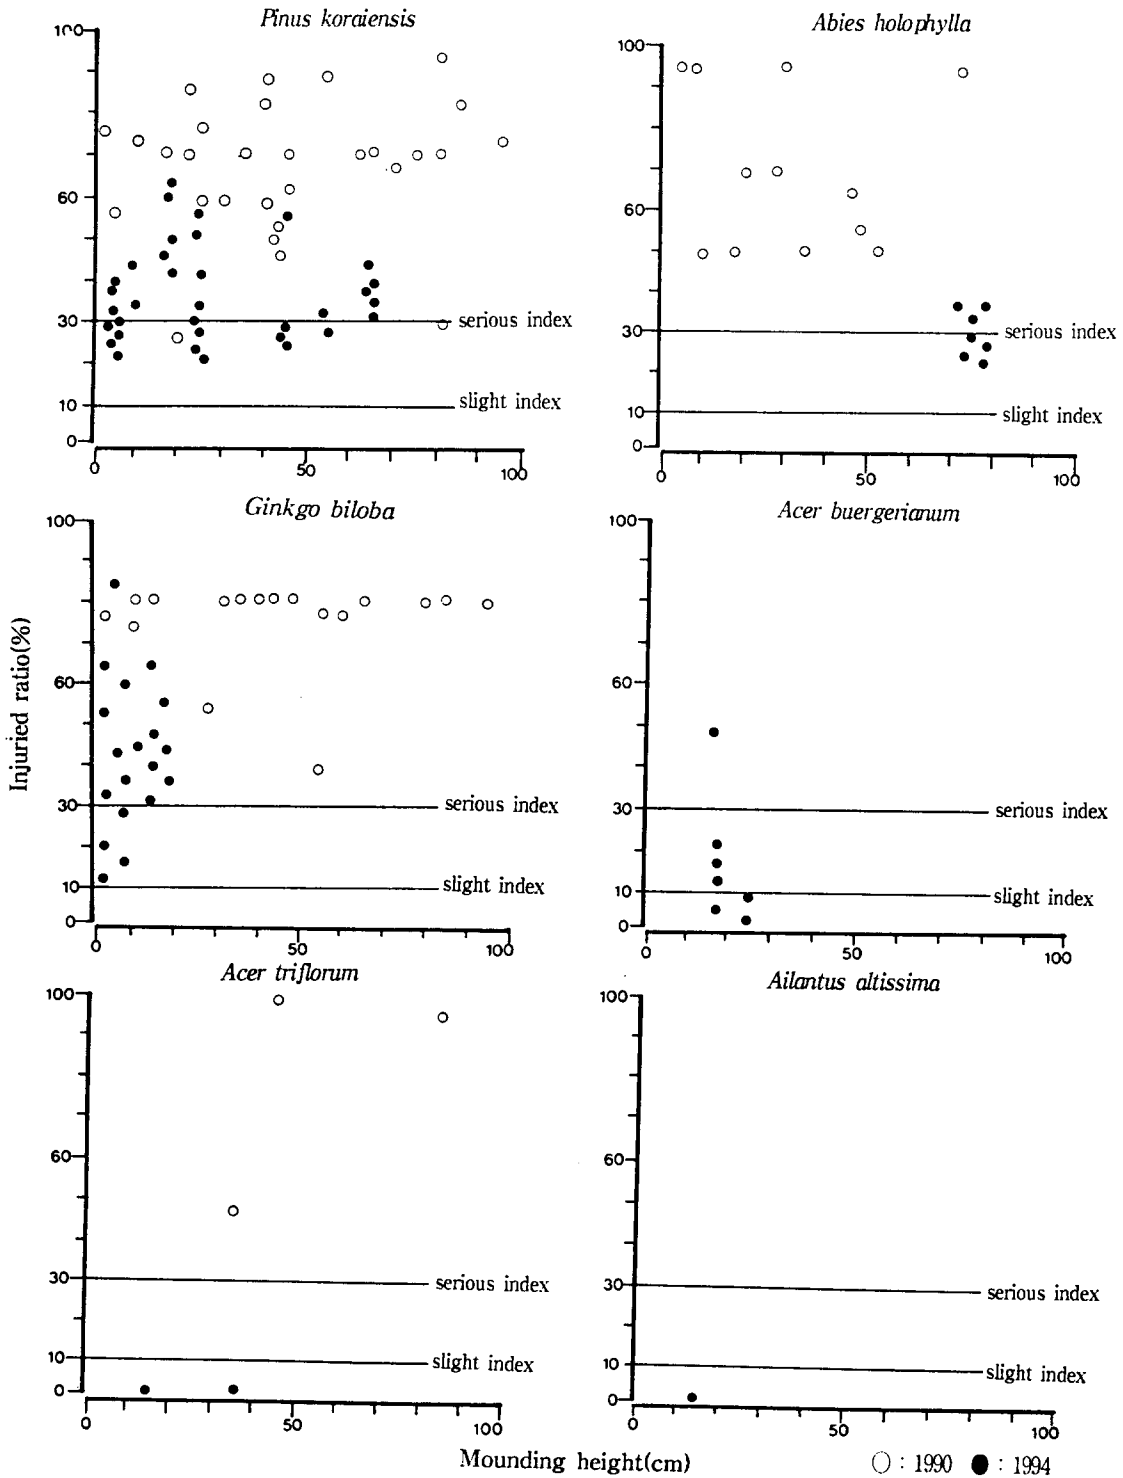 Pinus koraiensis
100
60
30
10
0
serious index
slight index
0
50
100
Abies holophylla
100
60
30
10
0
serious index
slight index
0
50
100
Ginkgo biloba
100
60
30
10
0
serious index
slight index
0
50
100
Acer buergerianum
100
60
30
10
0
serious index
slight index
0
50
100
Acer triflorum
100
60
30
10
0
serious index
slight index
0
50
100
Ailantus altissima
100
60
30
10
0
serious index
slight index
0
50
100
Injuried ratio(%)
Mounding height(cm)
○ : 1990 ● : 1994